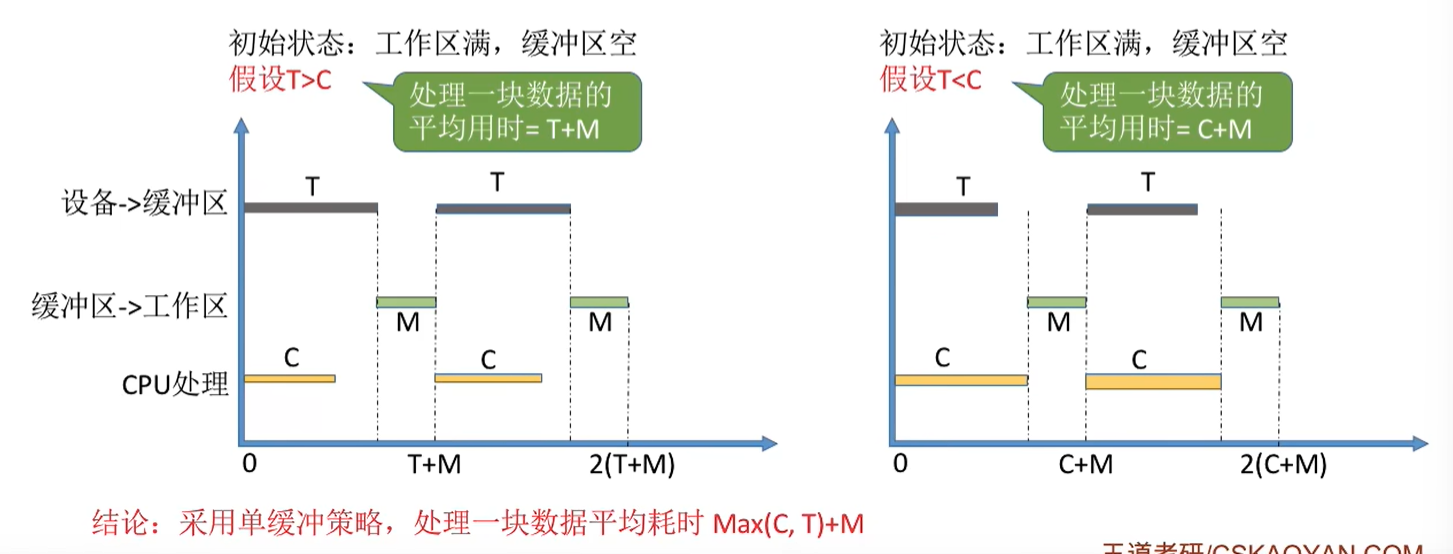 初始状态：工作区满，缓冲区空
假设T>C
处理一块数据的
平均用时= T+M
设备->缓冲区
T
T
缓冲区->工作区
M
M
CPU处理
C
C
0
T+M
2(T+M)
初始状态：工作区满，缓冲区空
假设T<C
处理一块数据的
平均用时= C+M
T
T
M
M
C
C
0
C+M
2(C+M)
结论：采用单缓冲策略，处理一块数据平均耗时 Max(C, T)+M
王道考研/CSKAOYAN.COM